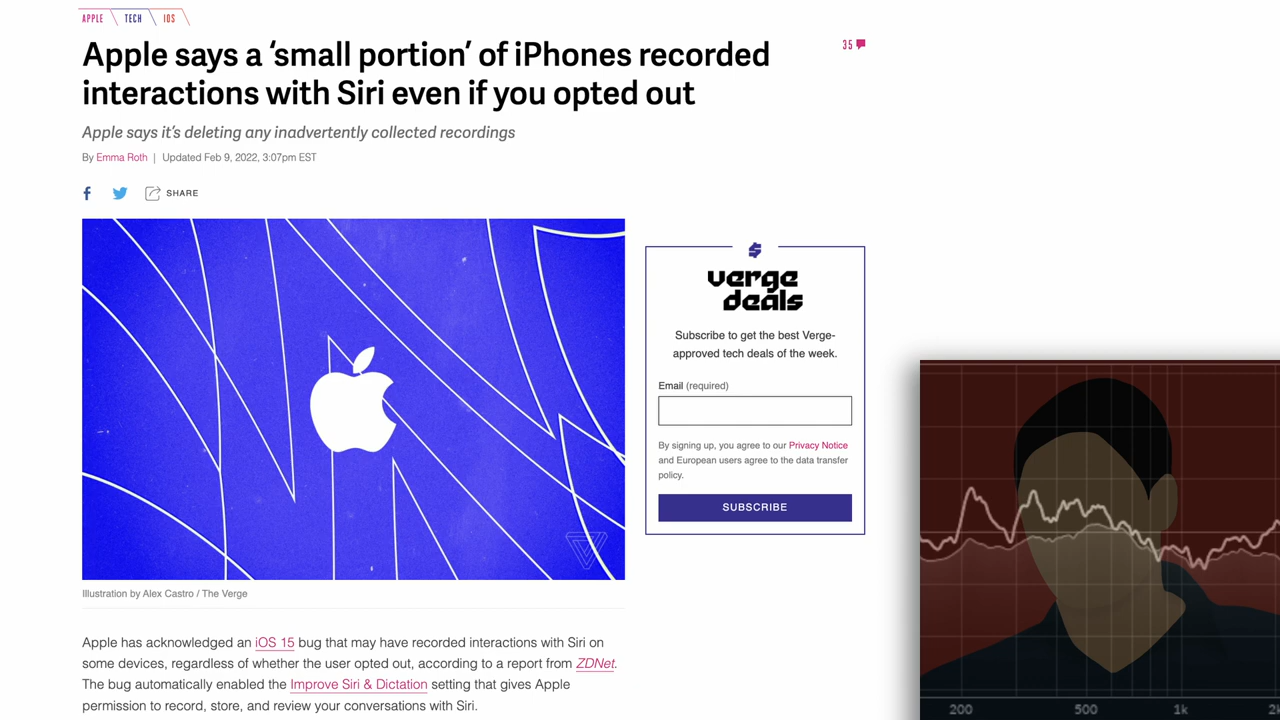 APPLE TECH IOS
Apple says a ‘small portion’ of iPhones recorded
interactions with Siri even if you opted out
35
Apple says it’s deleting any inadvertently collected recordings
By Emma Roth | Updated Feb 9, 2022, 3:07pm EST
SHARE
verge
deals
Subscribe to get the best Verge-
approved tech deals of the week.
Email (required)
By signing up, you agree to our Privacy Notice
and European users agree to the data transfer
policy.
SUBSCRIBE
Illustration by Alex Castro / The Verge
Apple has acknowledged an iOS 15 bug that may have recorded interactions with Siri on
some devices, regardless of whether the user opted out, according to a report from ZDNet.
The bug automatically enabled the Improve Siri & Dictation setting that gives Apple
permission to record, store, and review your conversations with Siri.
200 500 1k